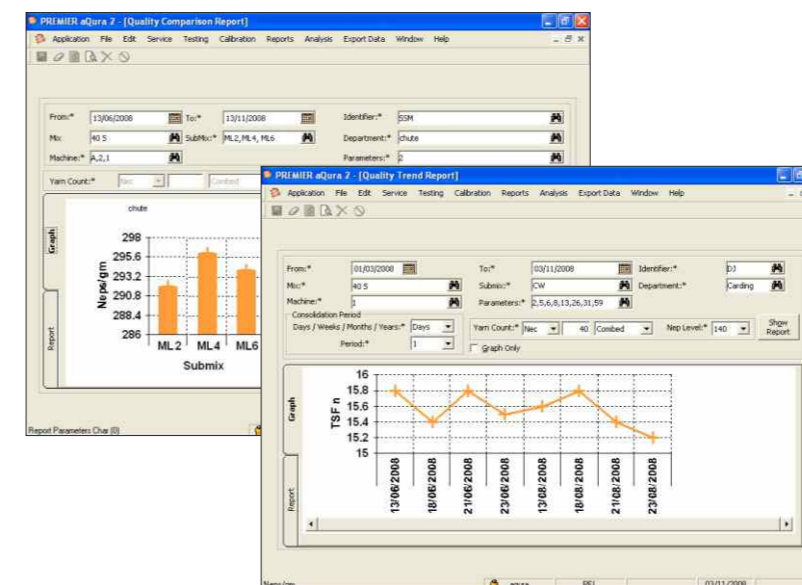 PREMIER aQura 2 - [Quality Comparison Report]
Application File Edit Service Testing Calibration Reports Analysis Export Data Window Help
From:* 13/06/2008 To:* 13/11/2008 Identifier:* SSM
Mix 40 S SubMix:* ML2,ML4, ML6 Department:* chute
Machine:* A,2,1 Parameters:* 2
Yarn Count:* Nec Combed
Graph
Report
chute
Neps/gm
298
295.6
293.2
290.8
288.4
286
ML 2 ML 4 ML6
Submix
Report Parameters Char (0)
PREMIER aQura 2 - [Quality Trend Report]
Application File Edit Service Testing Calibration Reports Analysis Export Data Window Help
From:* 01/03/2008 To:* 03/11/2008 Identifier:* DJ
Mix:* 40 S Submix:* CW Department:* Carding
Machine:* 1 Parameters:* 2,5,6,8,13,26,31,59
Consolidation Period
Days / Weeks / Months / Years:* Days Yarn Count:* Nec 40 Combed Nep Level:* 140 Show Report
Period:* 1 Graph Only
Graph
Report
TSF n
16
15.8
15.6
15.4
15.2
15
13/06/2008 18/06/2008 21/06/2008 23/06/2008 13/08/2008 18/08/2008 21/08/2008 23/08/2008
Neps/gm aqura PEL 03/11/2008